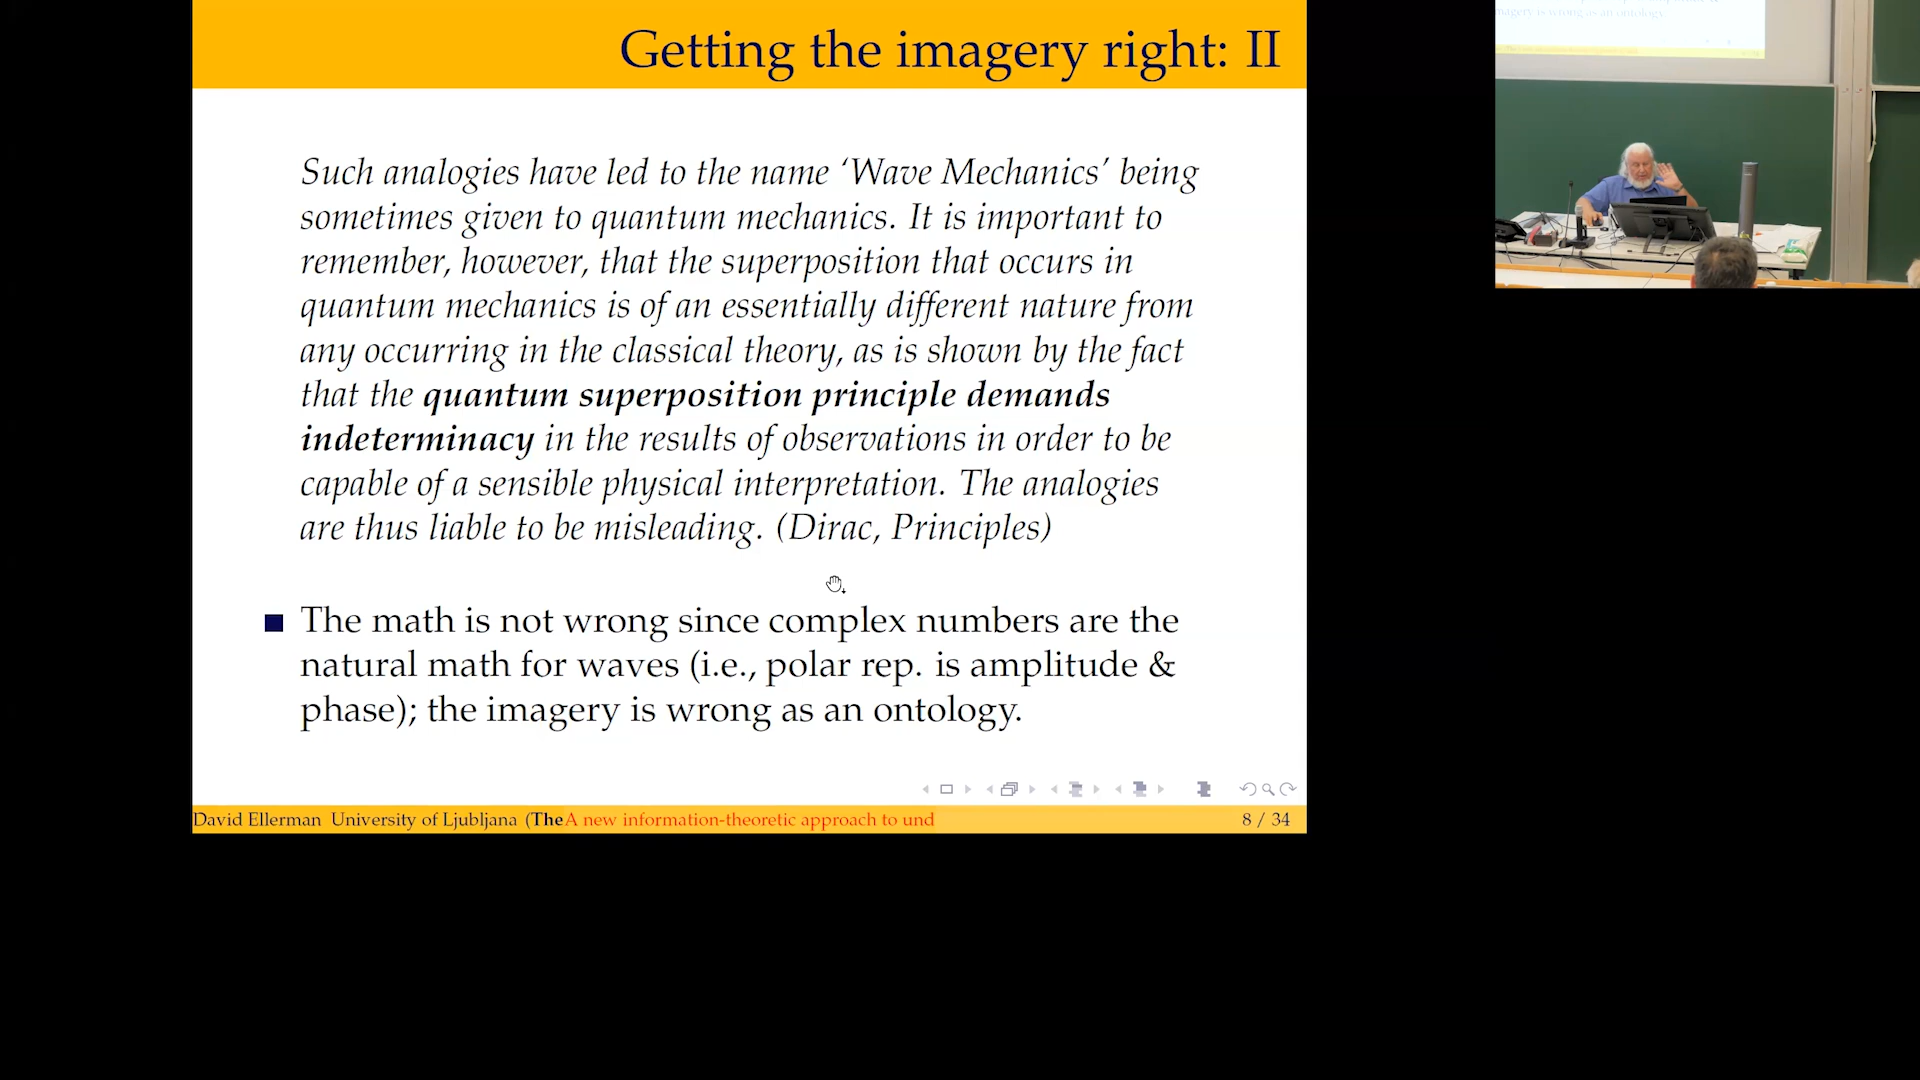 Getting the imagery right: II
Such analogies have led to the name ‘Wave Mechanics’ being
sometimes given to quantum mechanics. It is important to
remember, however, that the superposition that occurs in
quantum mechanics is of an essentially different nature from
any occurring in the classical theory, as is shown by the fact
that the quantum superposition principle demands
indeterminacy in the results of observations in order to be
capable of a sensible physical interpretation. The analogies
are thus liable to be misleading. (Dirac, Principles)
The math is not wrong since complex numbers are the
natural math for waves (i.e., polar rep. is amplitude &
phase); the imagery is wrong as an ontology.
David Ellerman University of Ljubljana (TheA new information-theoretic approach to und
8 / 34
imagery is wrong as an ontology.